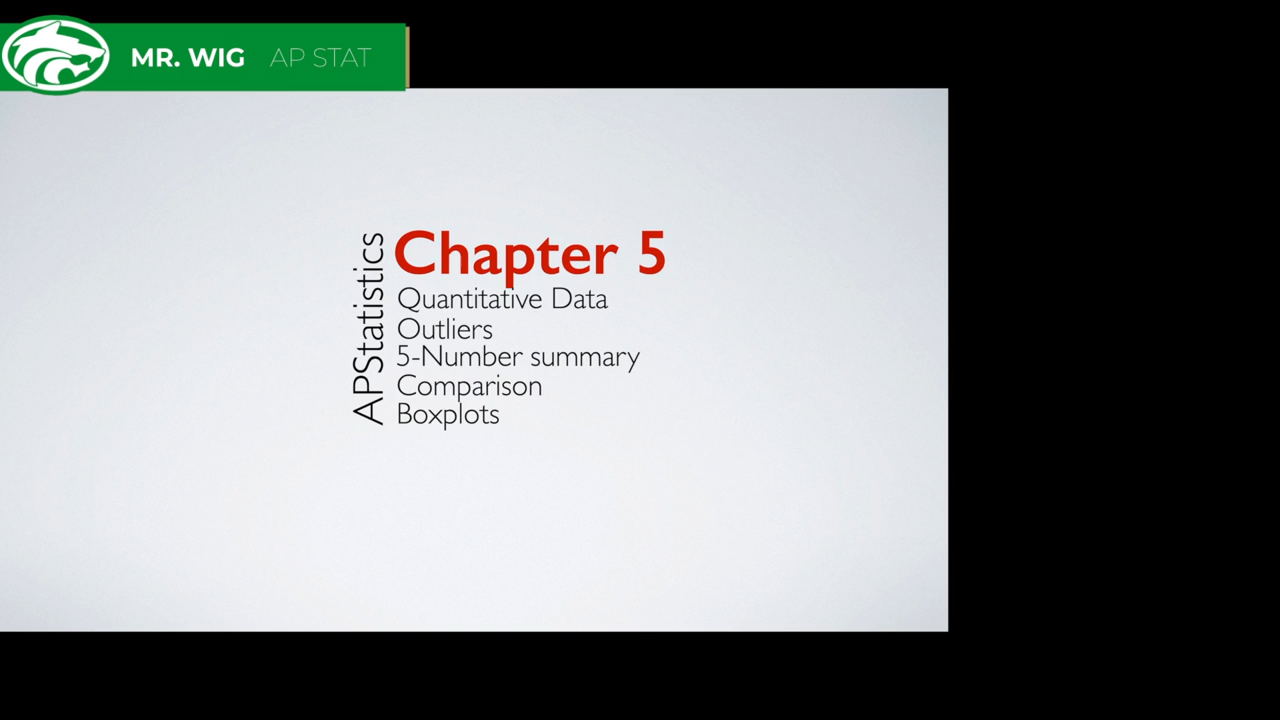 MR. WIG AP STAT
APStatistics
Chapter 5
Quantitative Data
Outliers
5-Number summary
Comparison
Boxplots